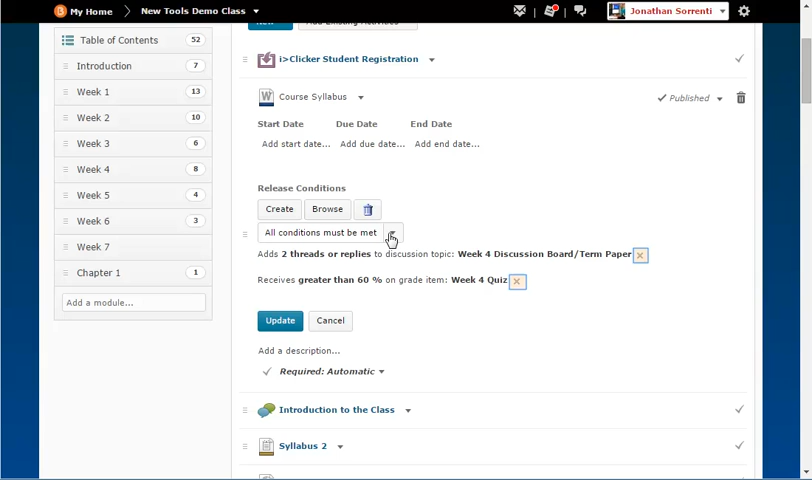 My Home
New Tools Demo Class
Jonathan Sorrenti
Table of Contents 52
Introduction 7
Week 1 13
Week 2 10
Week 3 6
Week 4 8
Week 5 4
Week 6 3
Week 7
Chapter 1 1
Add a module...
New
Add Existing Activities
i>Clicker Student Registration
Course Syllabus
Published
Start Date Due Date End Date
Add start date... Add due date... Add end date...
Release Conditions
Create Browse
All conditions must be met
Adds 2 threads or replies to discussion topic: Week 4 Discussion Board/Term Paper
Receives greater than 60 % on grade item: Week 4 Quiz
Update Cancel
Add a description...
Required: Automatic
Introduction to the Class
Syllabus 2